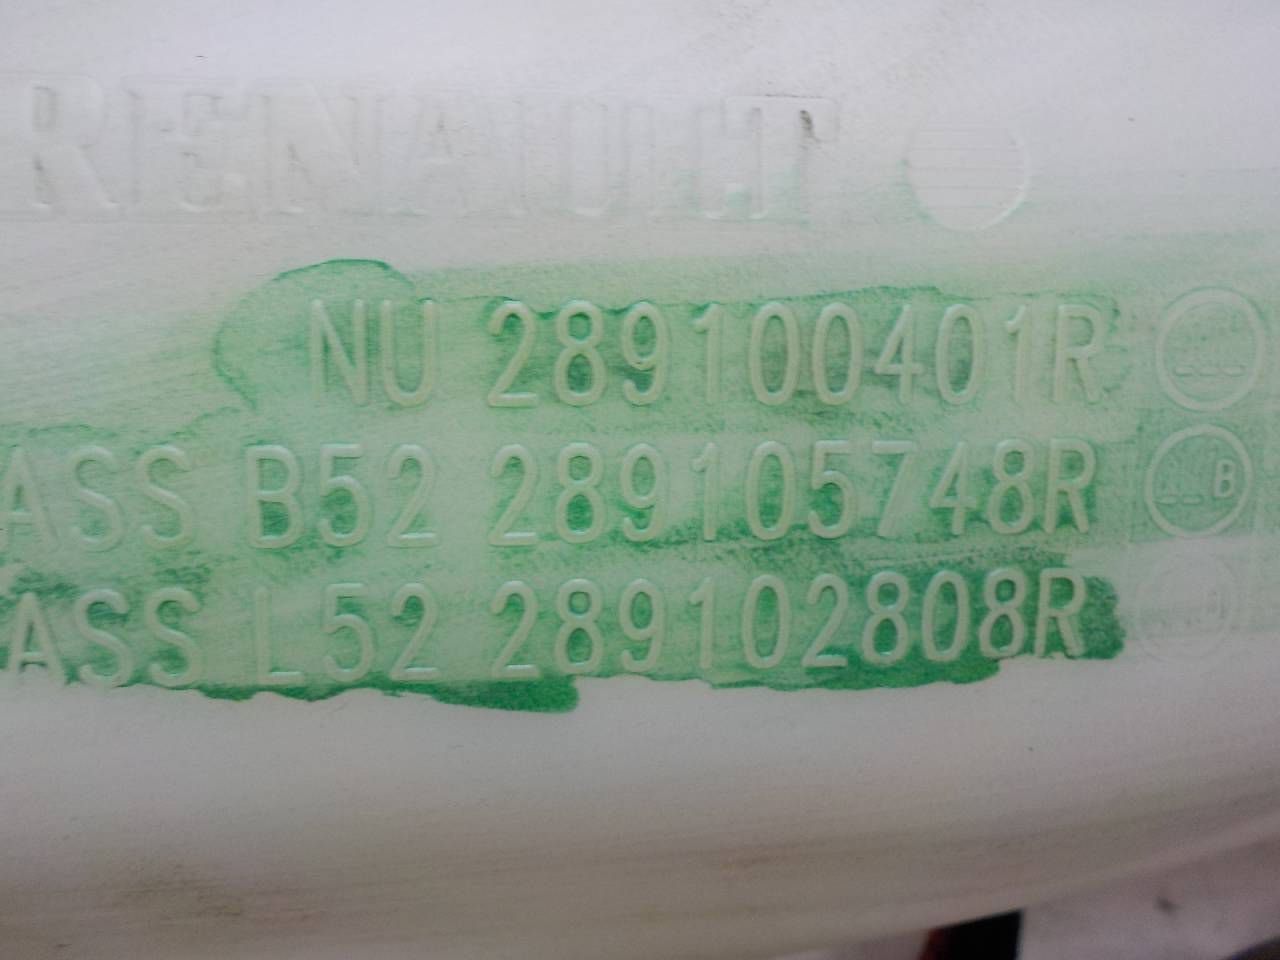 RENAULT
NU 289100401R
ASS B52 289105748R B
ASS L52 289102808R